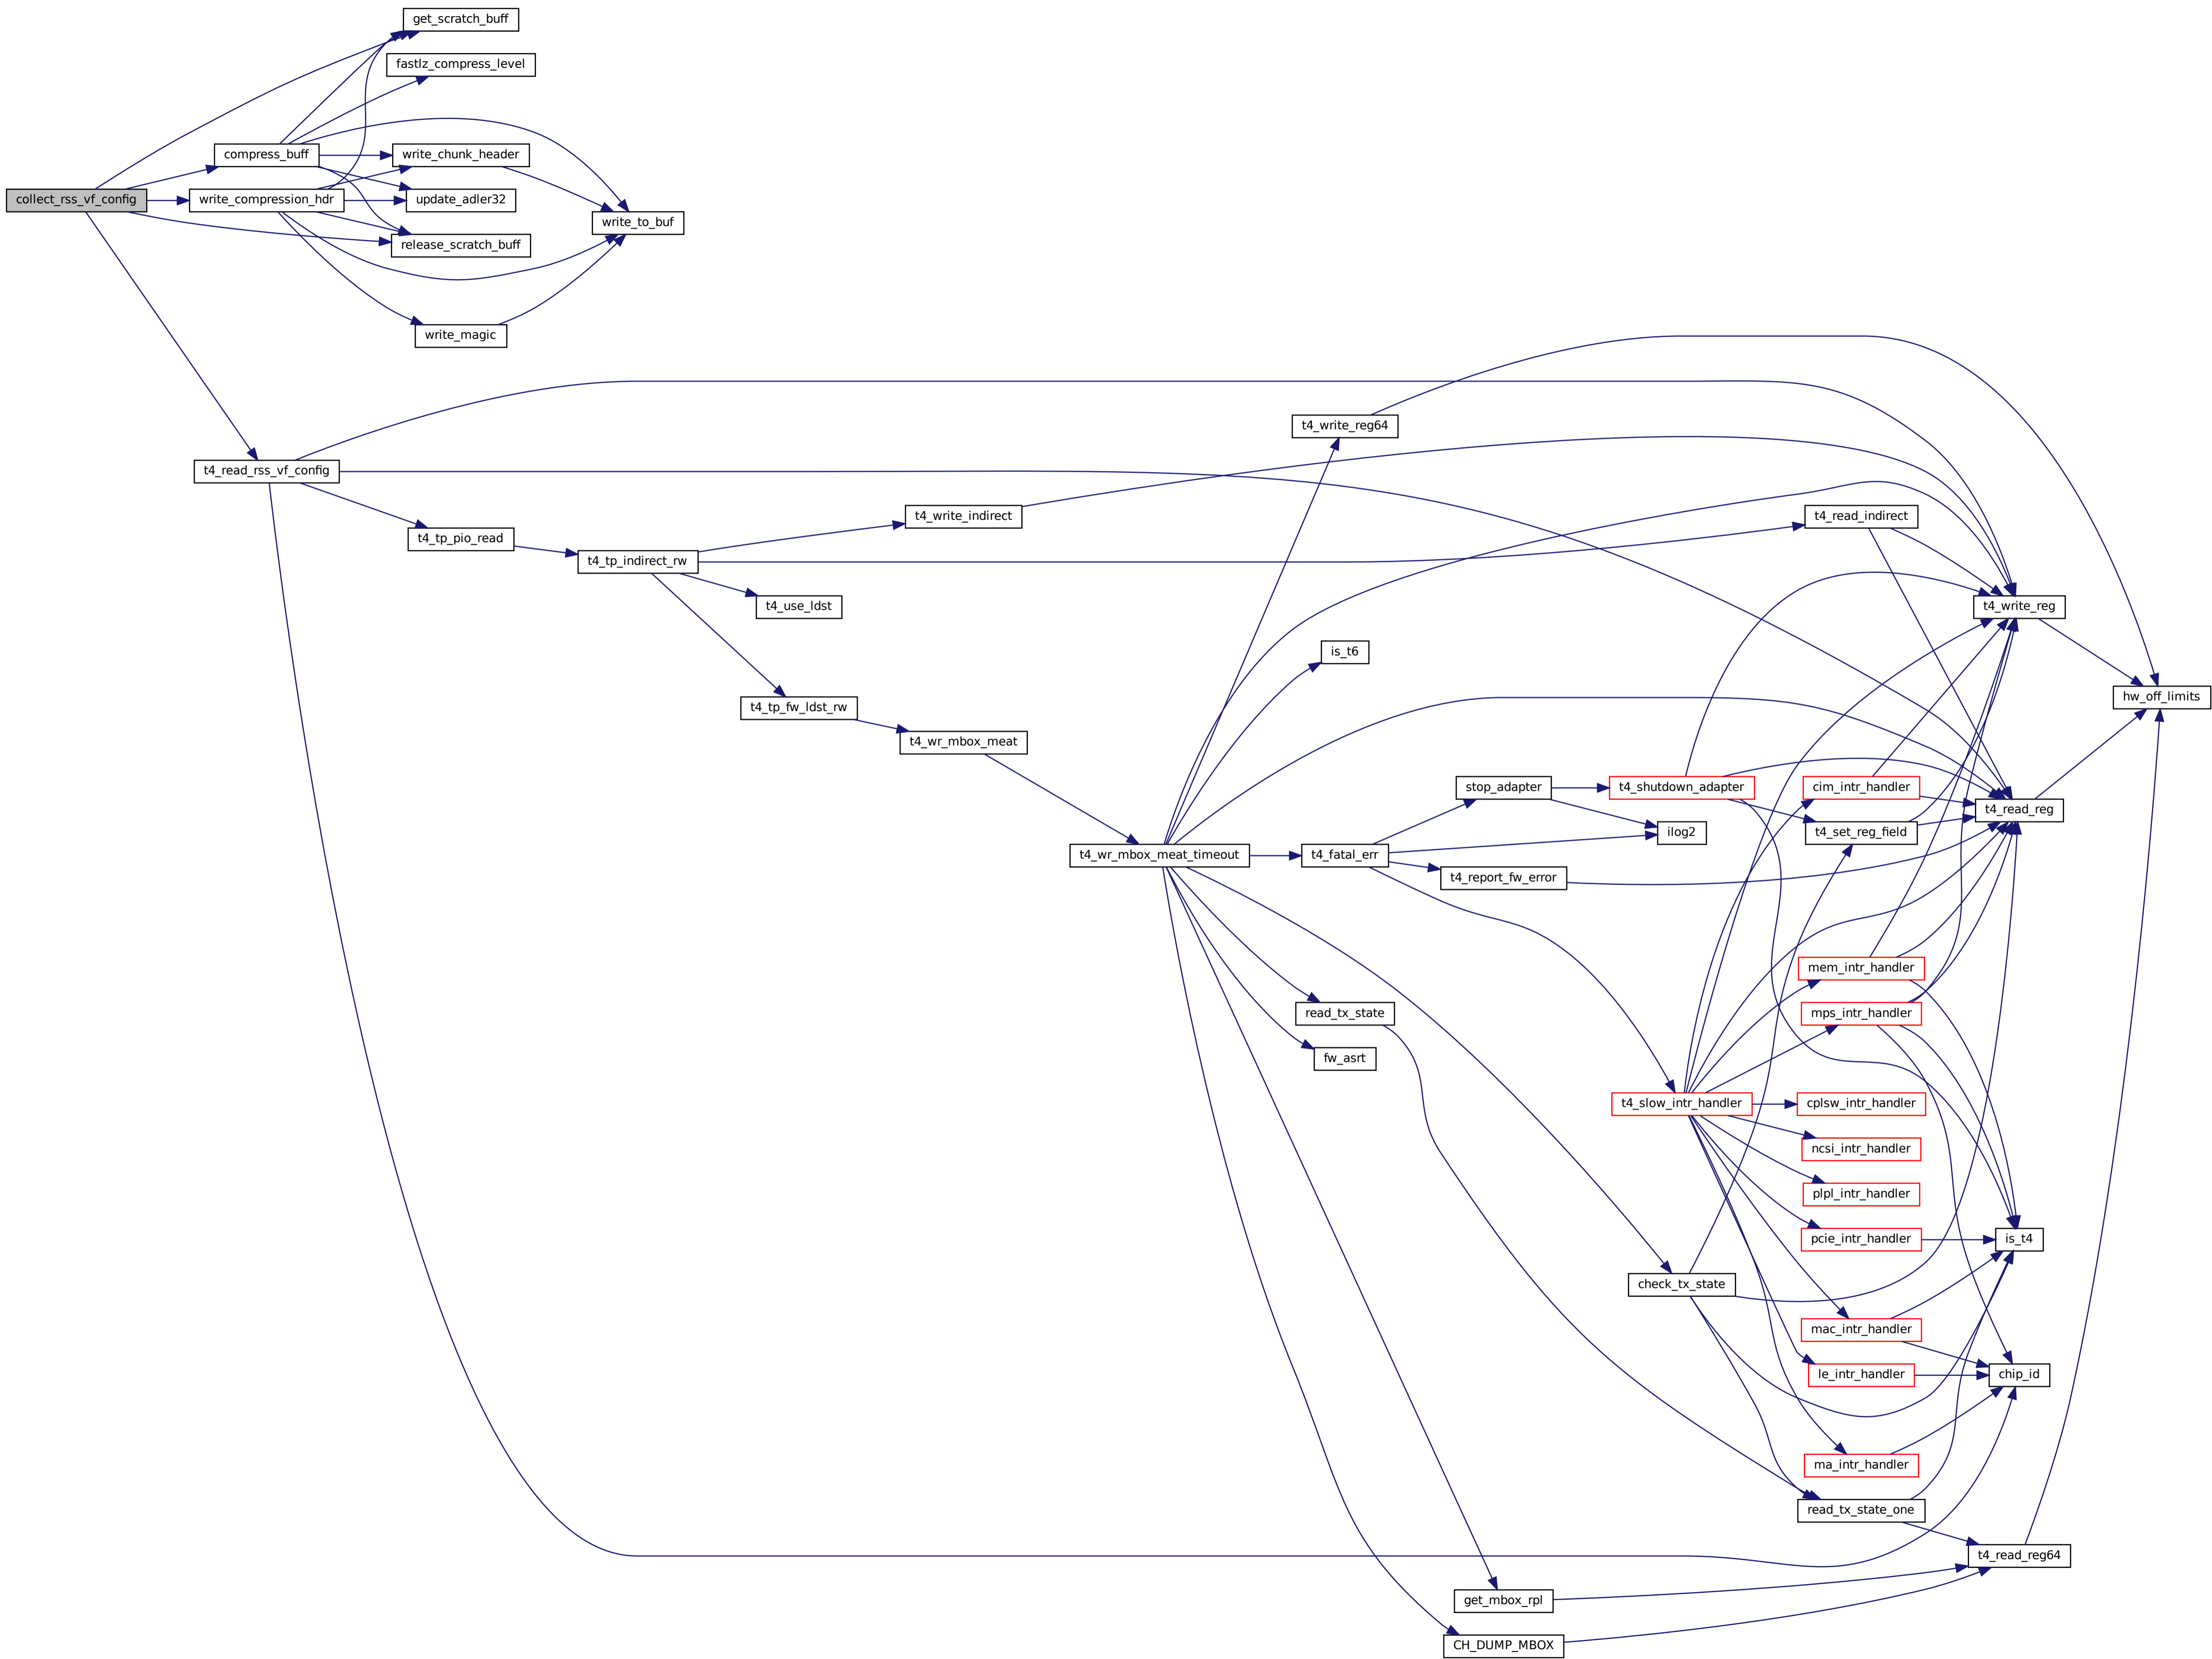 get_scratch_buff
fastlz_compress_level
compress_buff
write_chunk_header
collect_rss_vf_config
write_compression_hdr
update_adler32
write_to_buf
release_scratch_buff
write_magic
t4_write_reg64
t4_read_rss_vf_config
t4_write_indirect
t4_read_indirect
t4_tp_pio_read
t4_tp_indirect_rw
t4_use_ldst
t4_write_reg
is_t6
hw_off_limits
t4_tp_fw_ldst_rw
t4_wr_mbox_meat
stop_adapter
t4_shutdown_adapter
cim_intr_handler
t4_read_reg
ilog2
t4_set_reg_field
t4_wr_mbox_meat_timeout
t4_fatal_err
t4_report_fw_error
mem_intr_handler
read_tx_state
mps_intr_handler
fw_asrt
t4_slow_intr_handler
cplsw_intr_handler
ncsi_intr_handler
plpl_intr_handler
pcie_intr_handler
is_t4
check_tx_state
mac_intr_handler
le_intr_handler
chip_id
ma_intr_handler
read_tx_state_one
t4_read_reg64
get_mbox_rpl
CH_DUMP_MBOX